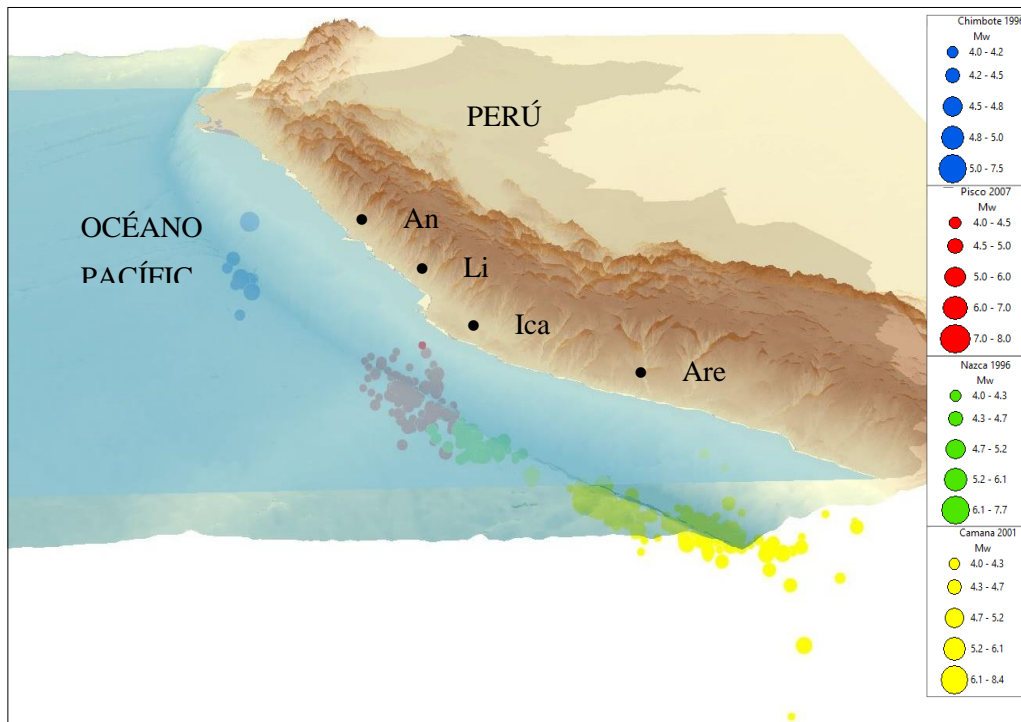 PERÚ
OCÉANO
PACÍFIC
An
Li
Ica
Are
Chimbote 1996
Mw
4.0 - 4.2
4.2 - 4.5
4.5 - 4.8
4.8 - 5.0
5.0 - 7.5
Pisco 2007
Mw
4.0 - 4.5
4.5 - 5.0
5.0 - 6.0
6.0 - 7.0
7.0 - 8.0
Nazca 1996
Mw
4.0 - 4.3
4.3 - 4.7
4.7 - 5.2
5.2 - 6.1
6.1 - 7.7
Camana 2001
Mw
4.0 - 4.3
4.3 - 4.7
4.7 - 5.2
5.2 - 6.1
6.1 - 8.4